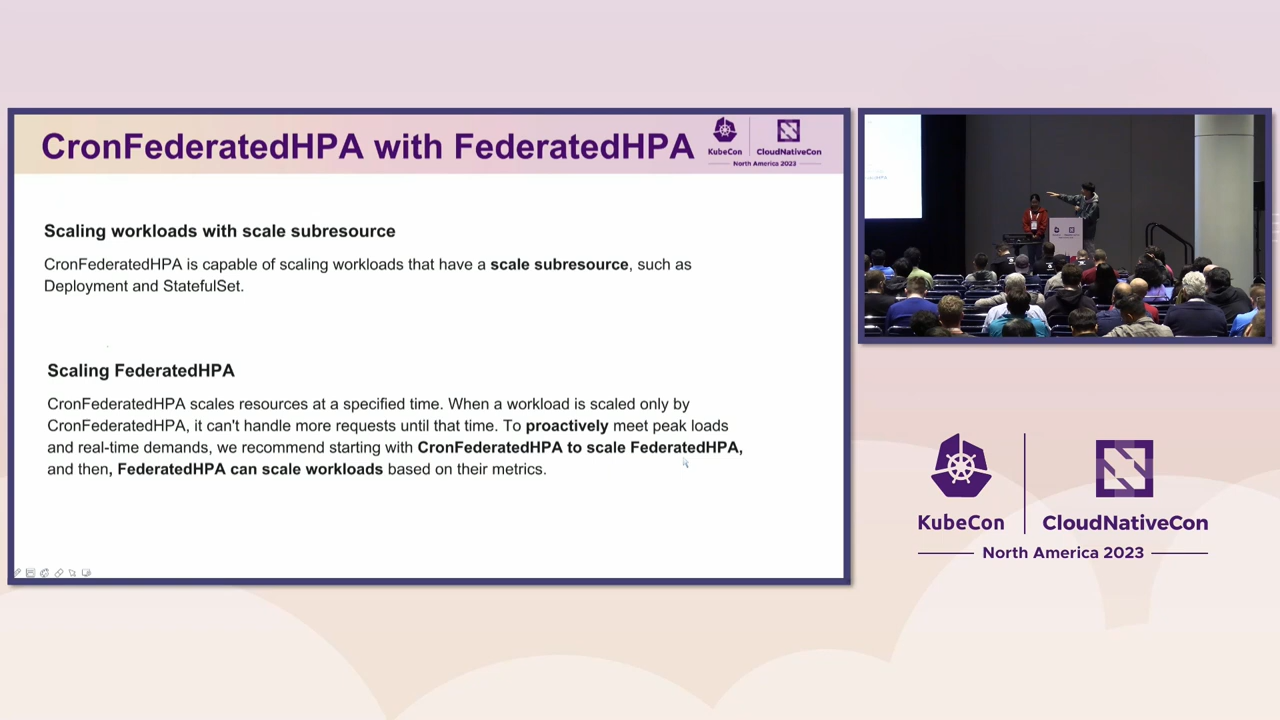 CronFederatedHPA with FederatedHPA
KubeCon
CloudNativeCon
North America 2023
Scaling workloads with scale subresource
CronFederatedHPA is capable of scaling workloads that have a scale subresource, such as
Deployment and StatefulSet.
Scaling FederatedHPA
CronFederatedHPA scales resources at a specified time. When a workload is scaled only by
CronFederatedHPA, it can't handle more requests until that time. To proactively meet peak loads
and real-time demands, we recommend starting with CronFederatedHPA to scale FederatedHPA,
and then, FederatedHPA can scale workloads based on their metrics.
KubeCon
CloudNativeCon
North America 2023